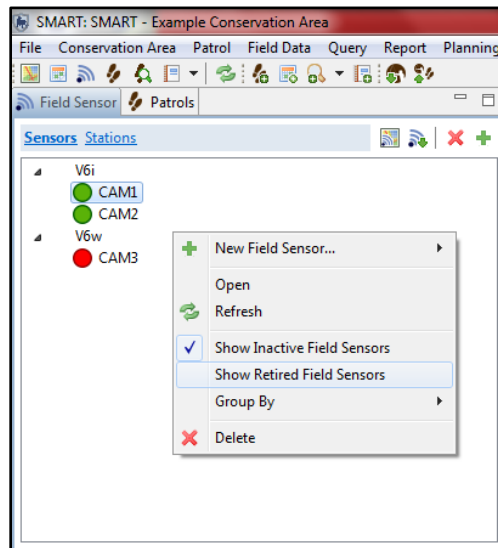 SMART: SMART - Example Conservation Area
File Conservation Area Patrol Field Data Query Report Planning
Field Sensor Patrols
Sensors Stations
V6i
CAM1
CAM2
V6w
CAM3
New Field Sensor...
Open
Refresh
Show Inactive Field Sensors
Show Retired Field Sensors
Group By
Delete